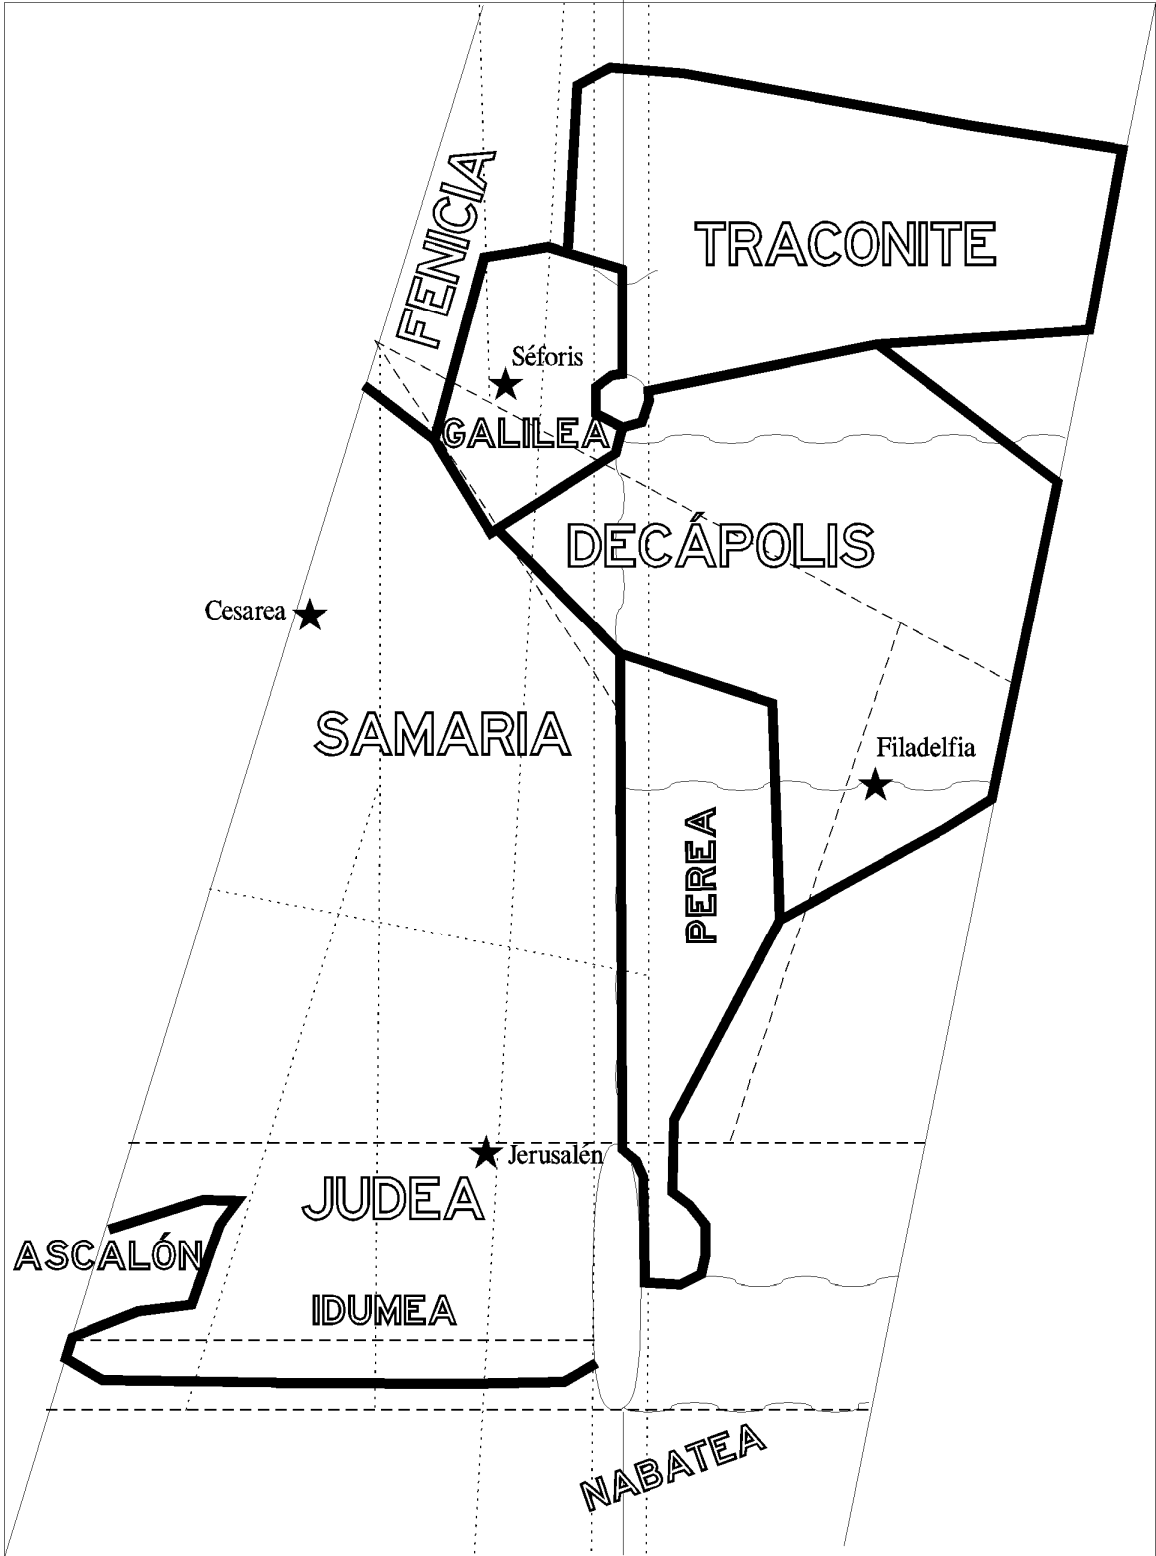 FENICIA
TRACONITE
Séforis
GALILEA
DECÁPOLIS
Cesarea
SAMARIA
Filadelfia
PEREA
Jerusalén
JUDEA
ASCALÓN
IDUMEA
NABATEA